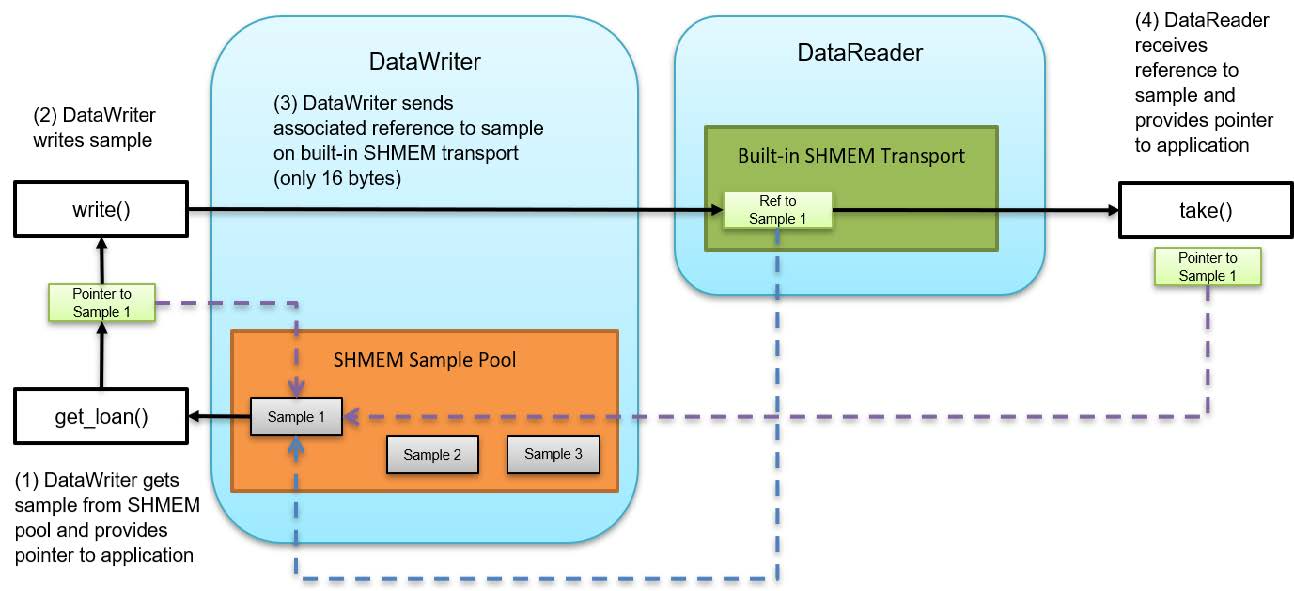 DataWriter
DataReader
(4) DataReader
receives
reference to
sample and
provides pointer
to application
(2) DataWriter
writes sample
(3) DataWriter sends
associated reference to sample
on built-in SHMEM transport
(only 16 bytes)
Built-in SHMEM Transport
write()
Ref to
Sample 1
take()
Pointer to
Sample 1
Pointer to
Sample 1
SHMEM Sample Pool
get_loan()
Sample 1
Sample 2
Sample 3
(1) DataWriter gets
sample from SHMEM
pool and provides
pointer to application